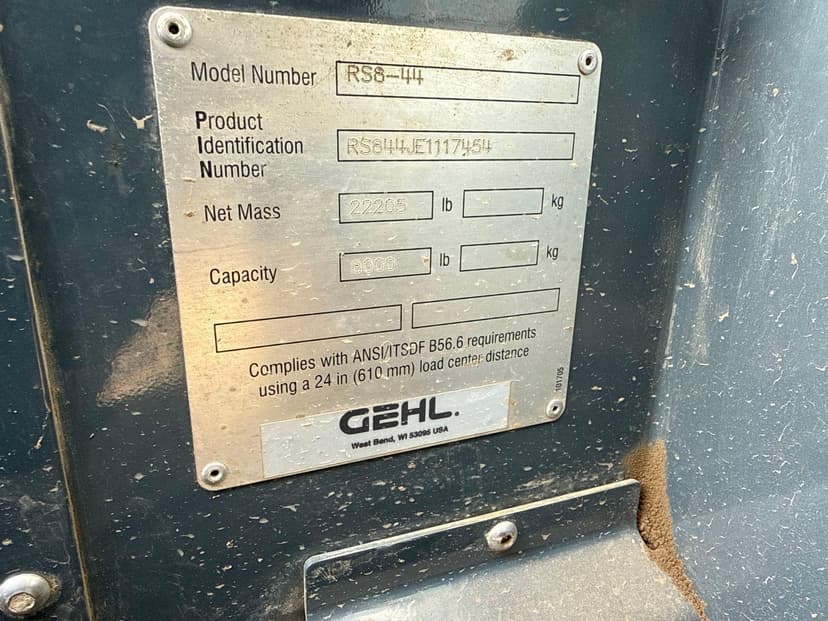 Model Number RS8-44
Product
Identification
Number RS844JE1117454
Net Mass 22205 lb kg
Capacity 8000 lb kg
Complies with ANSI/ITSDF B56.6 requirements
using a 24 in (610 mm) load center distance
101705
GEHL.
West Bend, WI 53095 USA